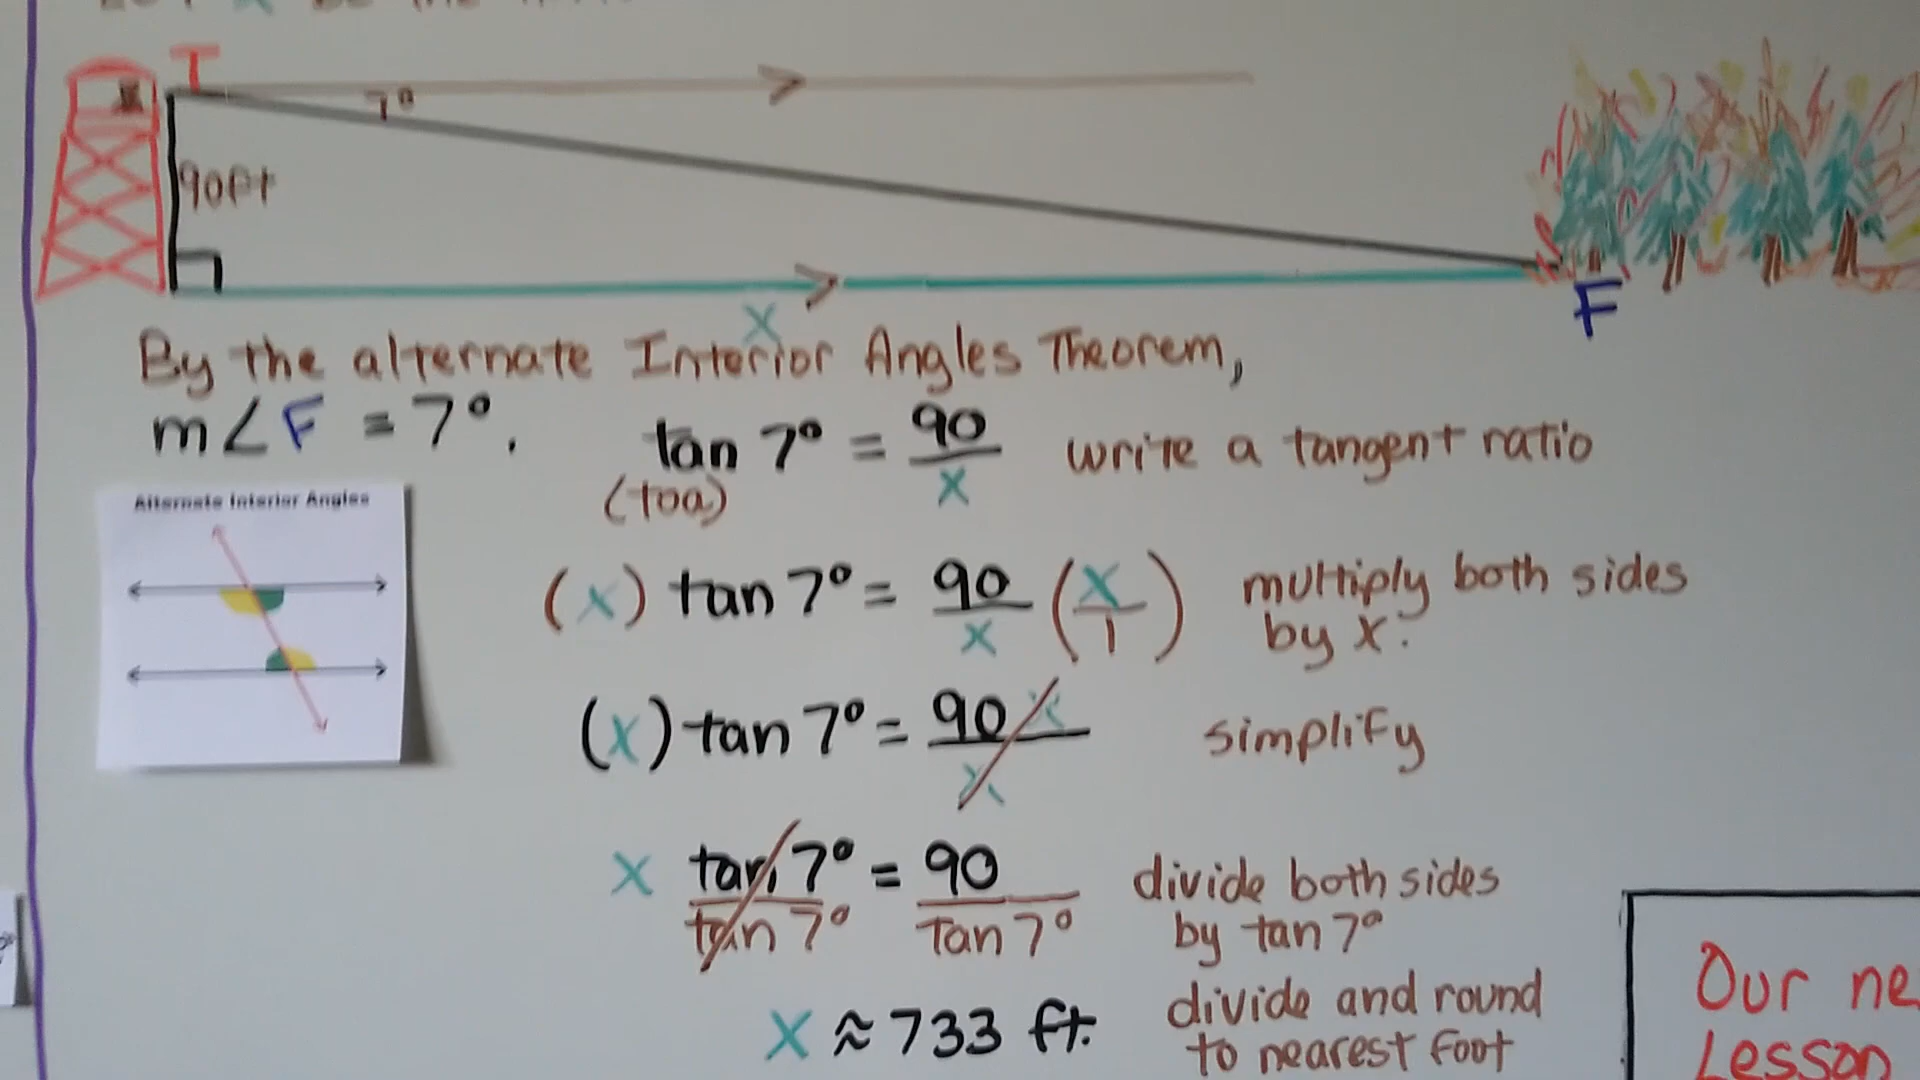 T
7°
90ft
x
F
By the alternate Interior Angles Theorem,
m∠F = 7°.
tan 7° = 90/x write a tangent ratio
(toa)
Alternate Interior Angles
(x) tan 7° = 90/x (x/1) multiply both sides
by x.
(x) tan 7° = 90x/x simplify
x tan 7°/tan 7° = 90/tan 7° divide both sides
by tan 7°
x ≈ 733 ft. divide and round
to nearest foot
Our ne
Lesson